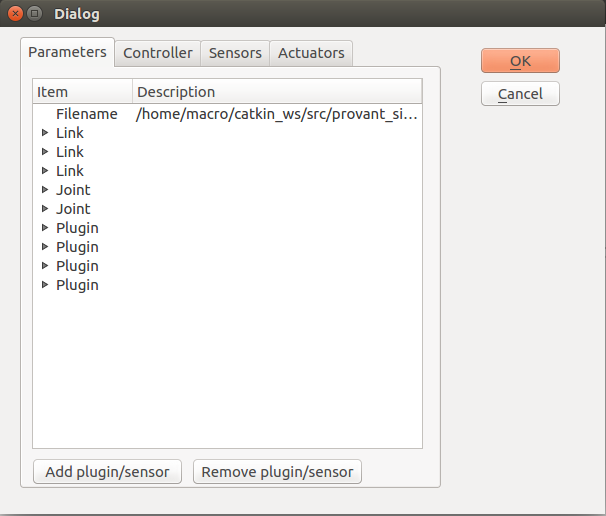 Dialog
Parameters Controller Sensors Actuators
OK
Cancel
Item Description
Filename /home/macro/catkin_ws/src/provant_si...
Link
Link
Link
Joint
Joint
Plugin
Plugin
Plugin
Plugin
Add plugin/sensor Remove plugin/sensor